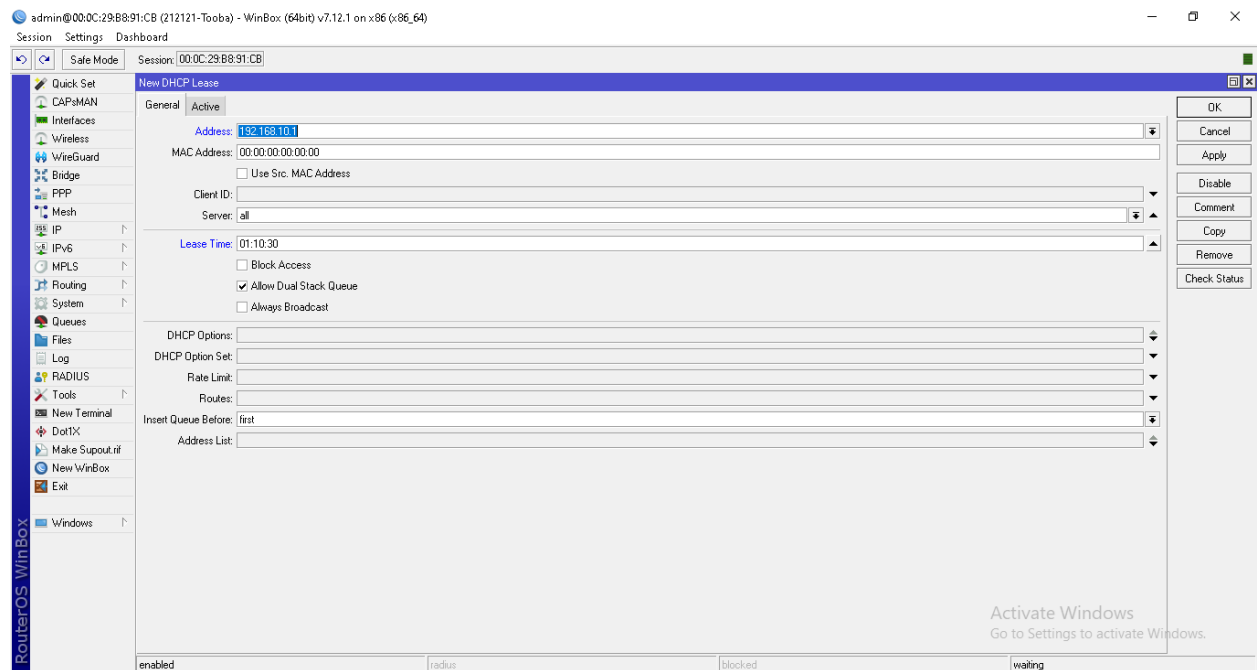 admin@00:0C:29:B8:91:CB (212121-Tooba) - WinBox (64bit) v7.12.1 on x86 (x86_64)
Session Settings Dashboard
Safe Mode Session: 00:0C:29:B8:91:CB
Quick Set
CAPsMAN
Interfaces
Wireless
WireGuard
Bridge
PPP
Mesh
IP
IPv6
MPLS
Routing
System
Queues
Files
Log
RADIUS
Tools
New Terminal
Dot1X
Make Supout.rif
New WinBox
Exit
Windows
RouterOS WinBox
New DHCP Lease
General Active
Address: 192.168.10.1
MAC Address: 00:00:00:00:00:00
Use Src. MAC Address
Client ID:
Server: all
Lease Time: 01:10:30
Block Access
Allow Dual Stack Queue
Always Broadcast
DHCP Options:
DHCP Option Set:
Rate Limit:
Routes:
Insert Queue Before: first
Address List:
OK
Cancel
Apply
Disable
Comment
Copy
Remove
Check Status
Activate Windows
Go to Settings to activate Windows.
enabled radius blocked waiting